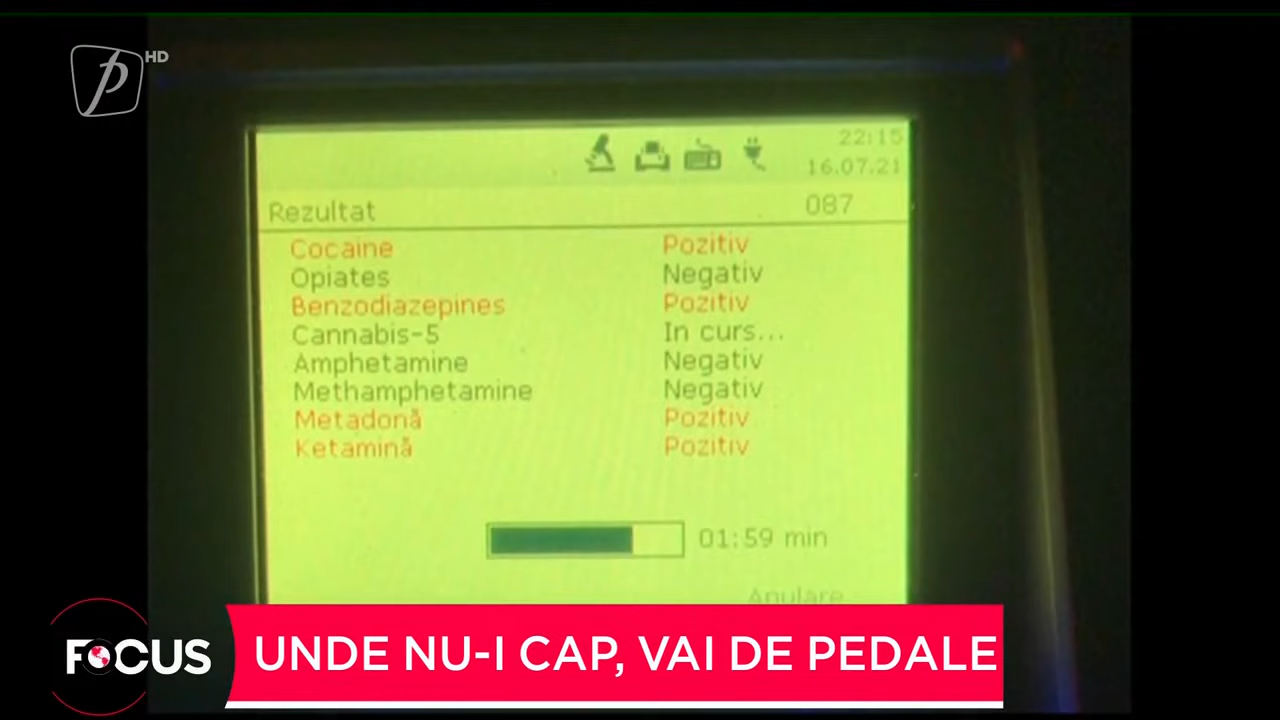 p HD
22:15
16.07.21
Rezultat 087
Cocaine Pozitiv
Opiates Negativ
Benzodiazepines Pozitiv
Cannabis-5 In curs...
Amphetamine Negativ
Methamphetamine Negativ
Metadonă Pozitiv
Ketamină Pozitiv
01:59 min
Anulare
FOCUS
UNDE NU-I CAP, VAI DE PEDALE